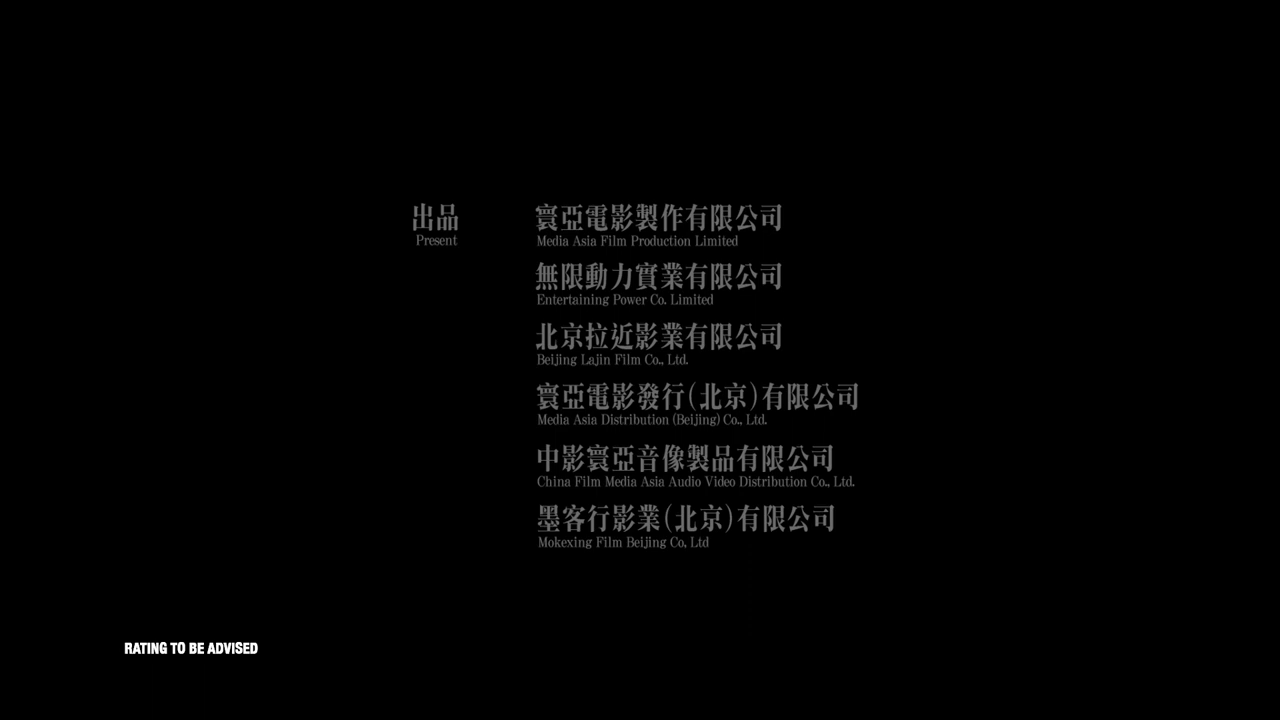 出品 寰亞電影製作有限公司
Present Media Asia Film Production Limited
無限動力實業有限公司
Entertaining Power Co. Limited
北京拉近影業有限公司
Beijing Lajin Film Co., Ltd.
寰亞電影發行(北京)有限公司
Media Asia Distribution (Beijing) Co., Ltd.
中影寰亞音像製品有限公司
China Film Media Asia Audio Video Distribution Co., Ltd.
墨客行影業(北京)有限公司
Mokexing Film Beijing Co, Ltd
RATING TO BE ADVISED